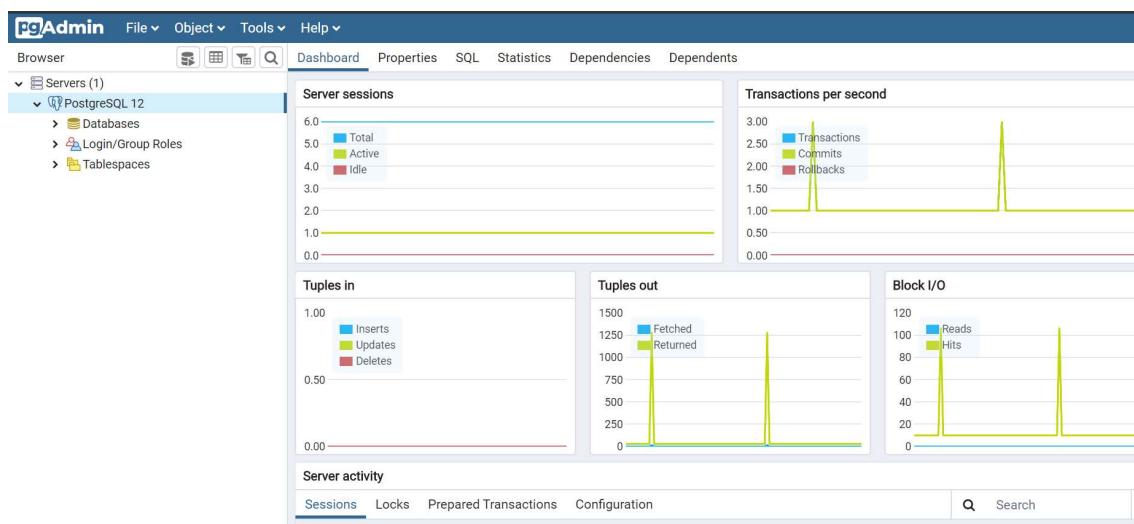 pgAdmin File Object Tools Help
Browser
Dashboard Properties SQL Statistics Dependencies Dependents
Servers (1)
PostgreSQL 12
Databases
Login/Group Roles
Tablespaces
Server sessions
6.0
5.0
4.0
3.0
2.0
1.0
0.0
Total
Active
Idle
Transactions per second
3.00
2.50
2.00
1.50
1.00
0.50
0.00
Transactions
Commits
Rollbacks
Tuples in
1.00
0.50
0.00
Inserts
Updates
Deletes
Tuples out
1500
1250
1000
750
500
250
0
Fetched
Returned
Block I/O
120
100
80
60
40
20
0
Reads
Hits
Server activity
Sessions Locks Prepared Transactions Configuration
Search